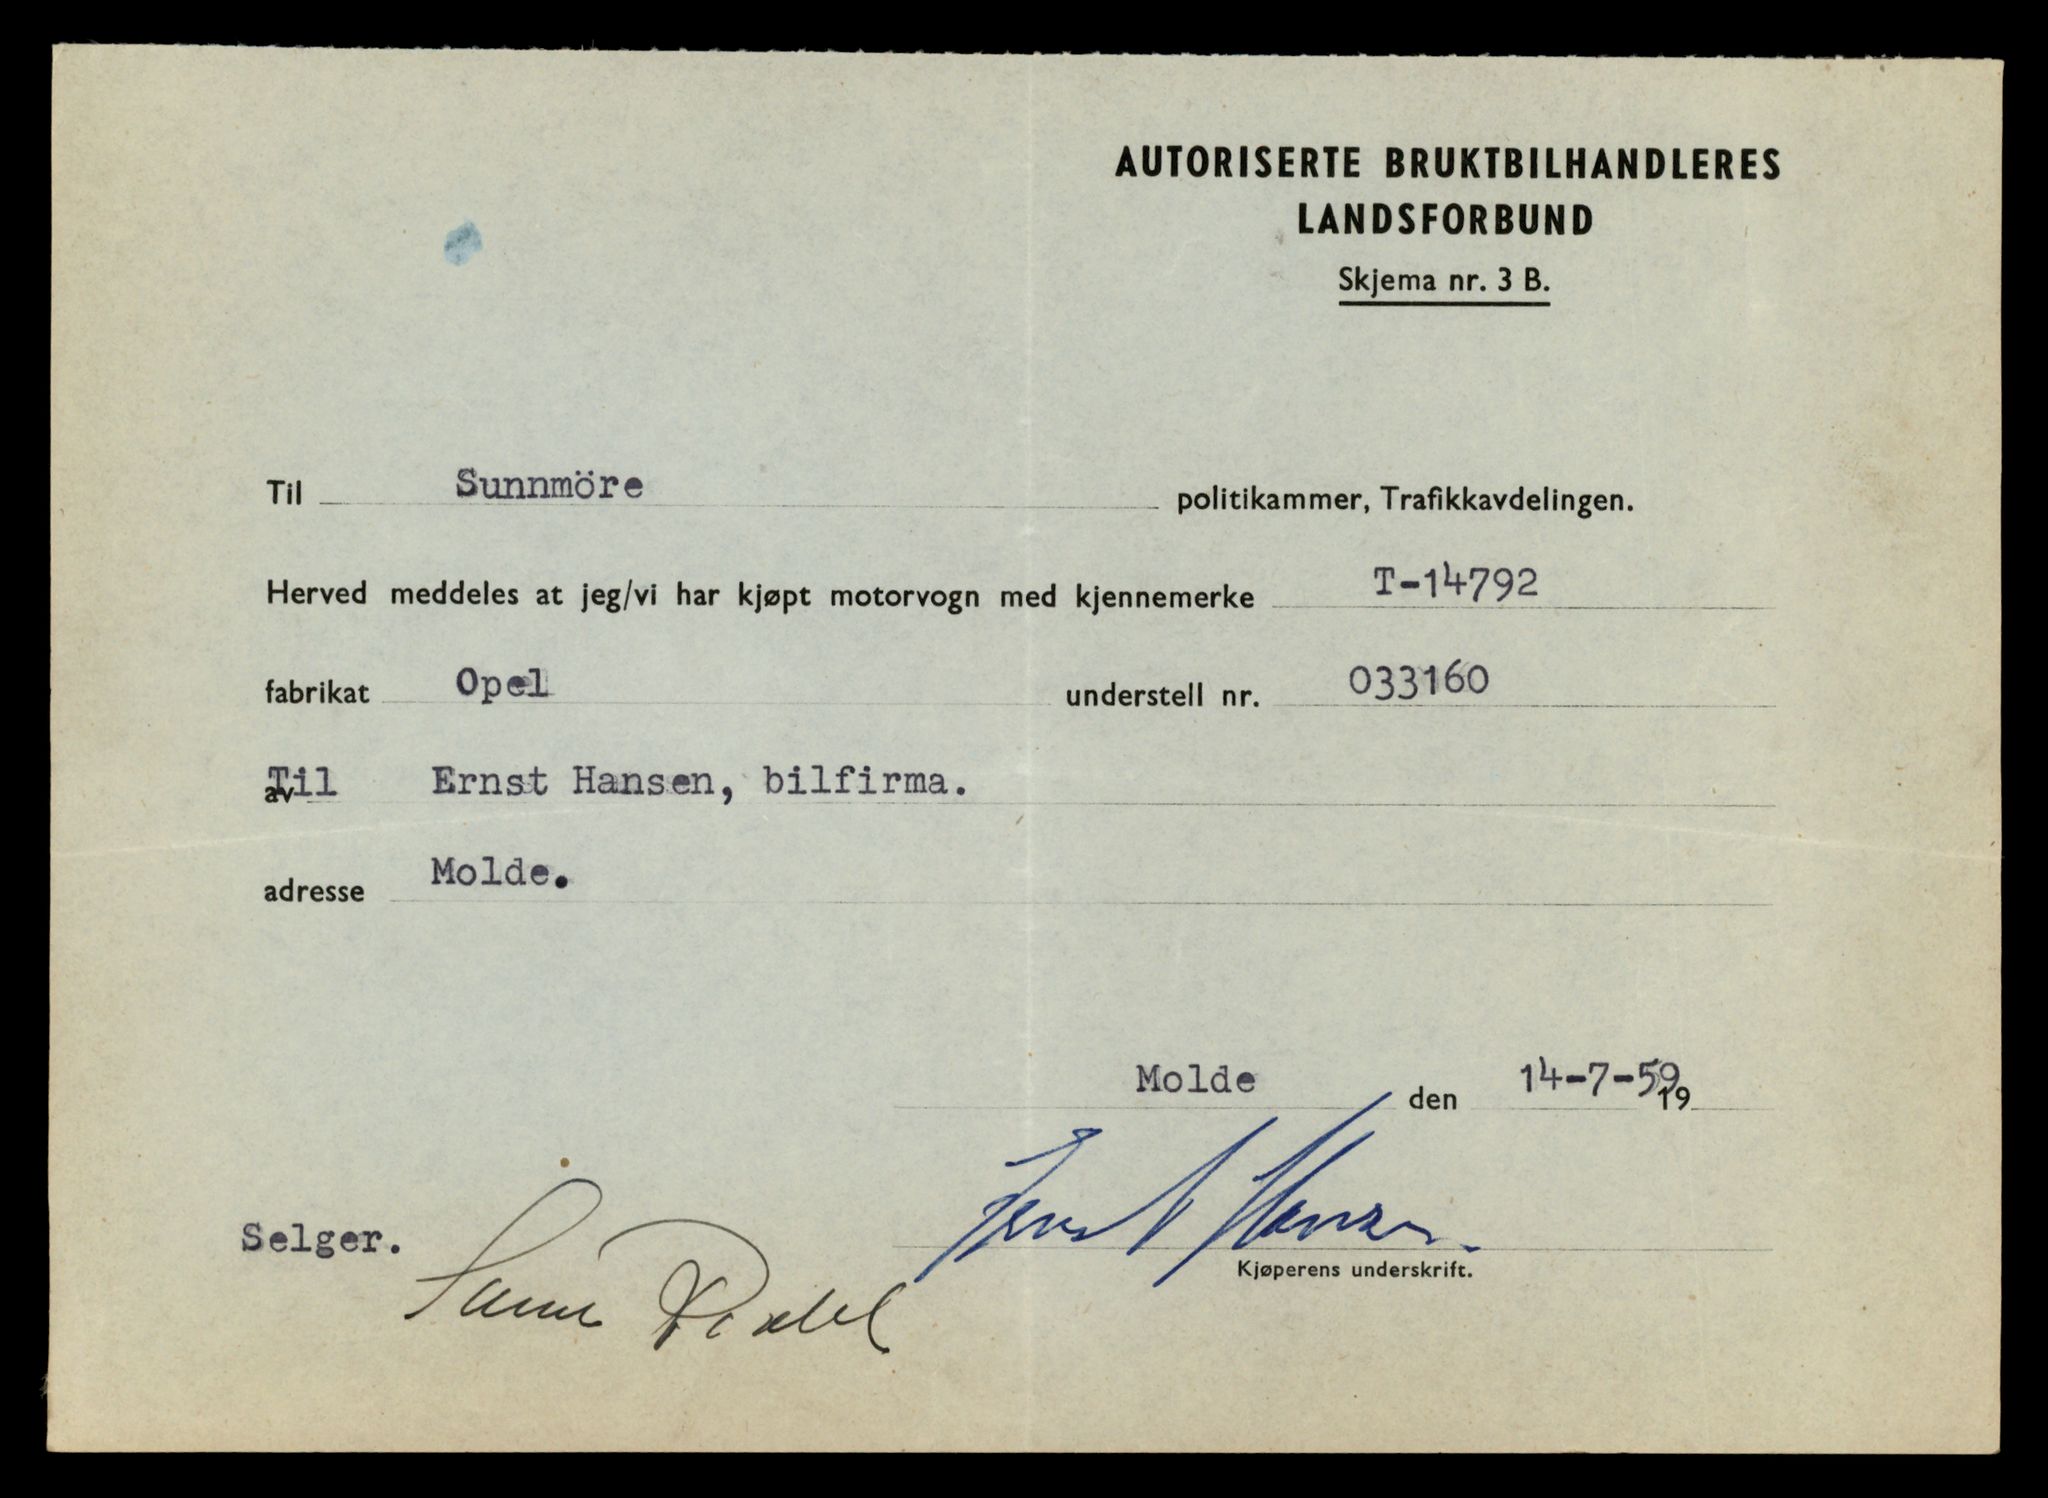 AUTORISERTE BRUKTBILHANDLERES
LANDSFORBUND
Skjema nr. 3 B.
Til Sunnmöre politikammer, Trafikkavdelingen.
Herved meddeles at jeg/vi har kjøpt motorvogn med kjennemerke T-14792
fabrikat Opel understell nr. 033160
av Til Ernst Hansen, bilfirma.
adresse Molde.
Molde den 14-7-59 19
Ernst Hansen.
Selger.
Kjøperens underskrift.